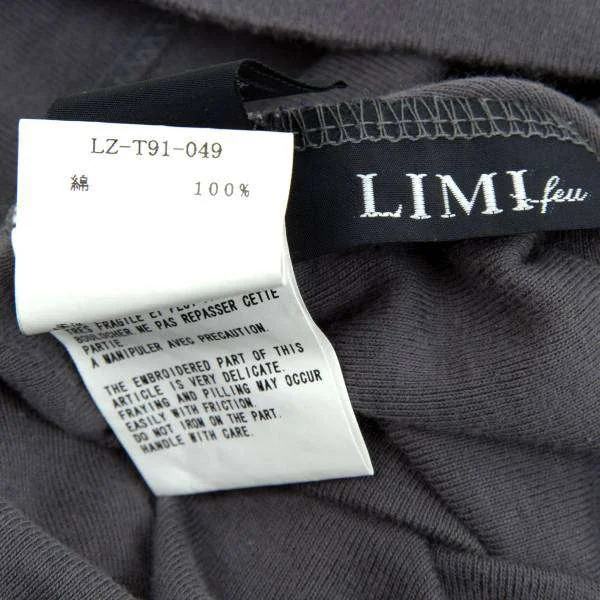 LZ-T91-049
綿 100%
LIMI feu
TRES FRAGILE ET PEUT
BOULOCHER ME PAS REPASSER CETTE
PARTIE
A MANIPULER AVEC PRECAUTION.
THE EMBROIDERED PART OF THIS
ARTICLE IS VERY DELICATE.
FRAYING AND PILLING MAY OCCUR
EASILY WITH FRICTION.
DO NOT IRON ON THE PART.
HANDLE WITH CARE.